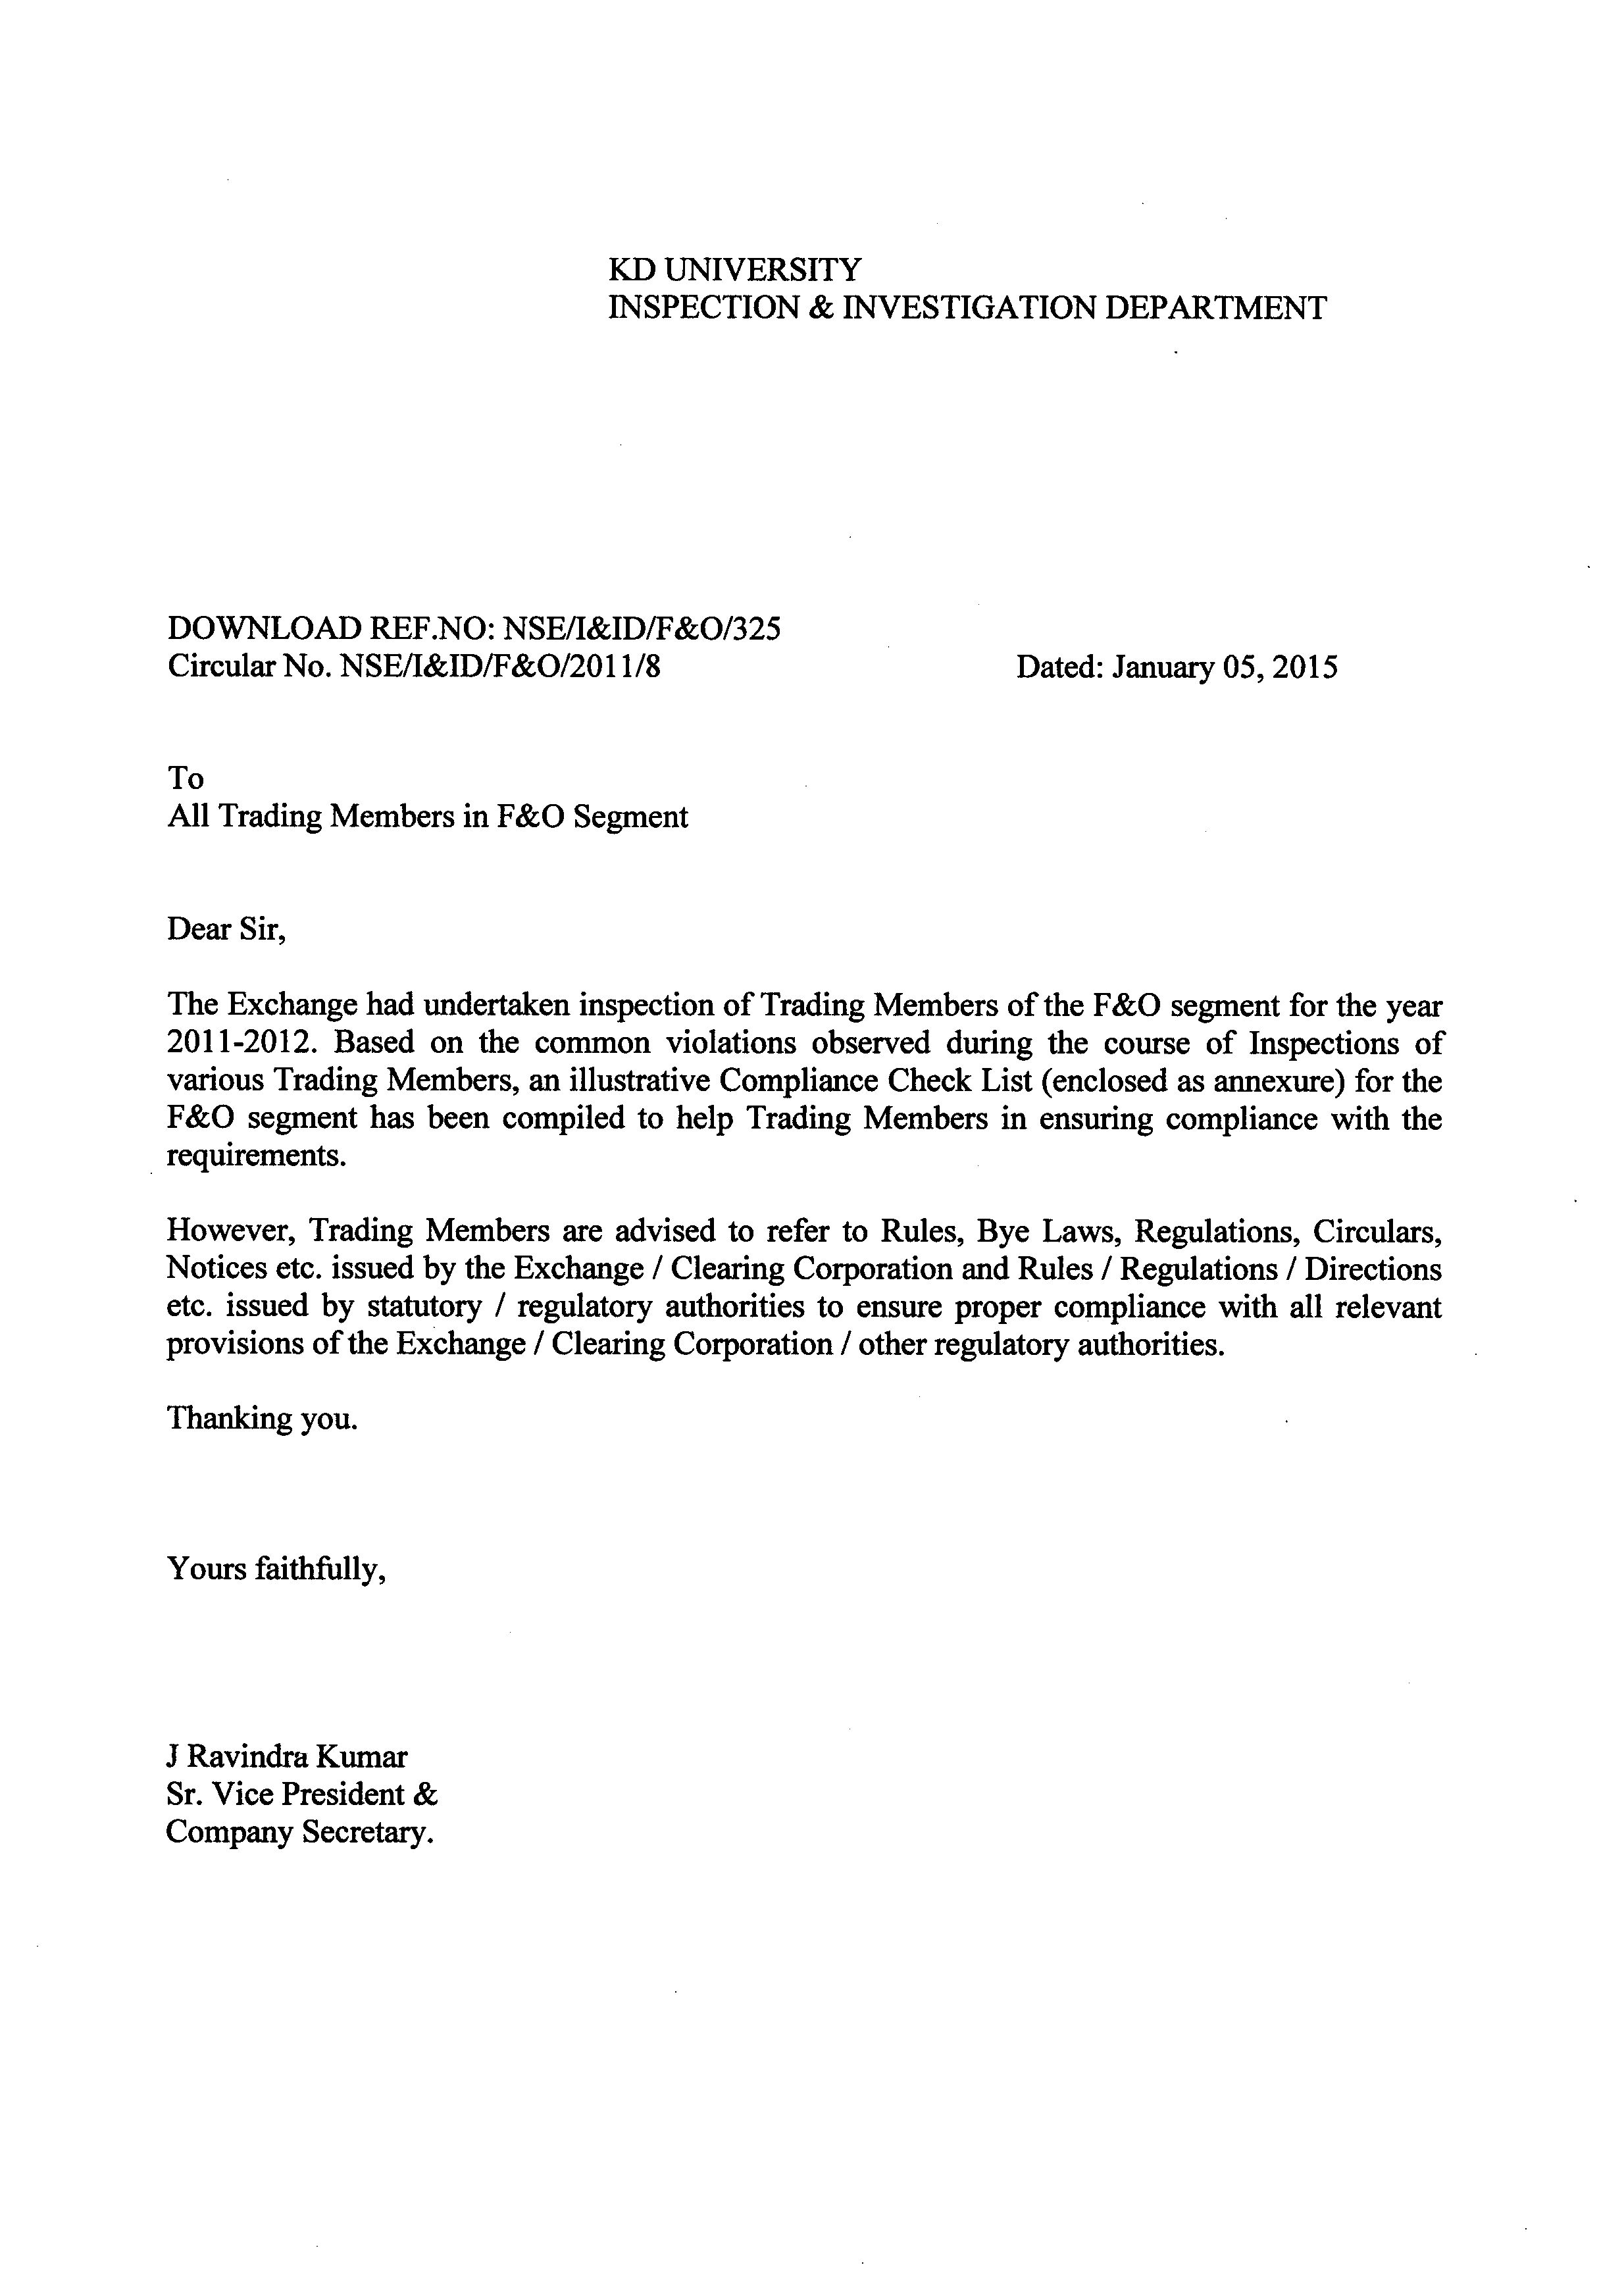 KD UNIVERSITY
INSPECTION & INVESTIGATION DEPARTMENT
DOWNLOAD REF.NO: NSE/I&ID/F&O/325
Circular No. NSE/I&ID/F&O/2011/8 Dated: January 05, 2015
To
All Trading Members in F&O Segment
Dear Sir,
The Exchange had undertaken inspection of Trading Members of the F&O segment for the year
2011-2012. Based on the common violations observed during the course of Inspections of
various Trading Members, an illustrative Compliance Check List (enclosed as annexure) for the
F&O segment has been compiled to help Trading Members in ensuring compliance with the
requirements.
However, Trading Members are advised to refer to Rules, Bye Laws, Regulations, Circulars,
Notices etc. issued by the Exchange / Clearing Corporation and Rules / Regulations / Directions
etc. issued by statutory / regulatory authorities to ensure proper compliance with all relevant
provisions of the Exchange / Clearing Corporation / other regulatory authorities.
Thanking you.
Yours faithfully,
J Ravindra Kumar
Sr. Vice President &
Company Secretary.